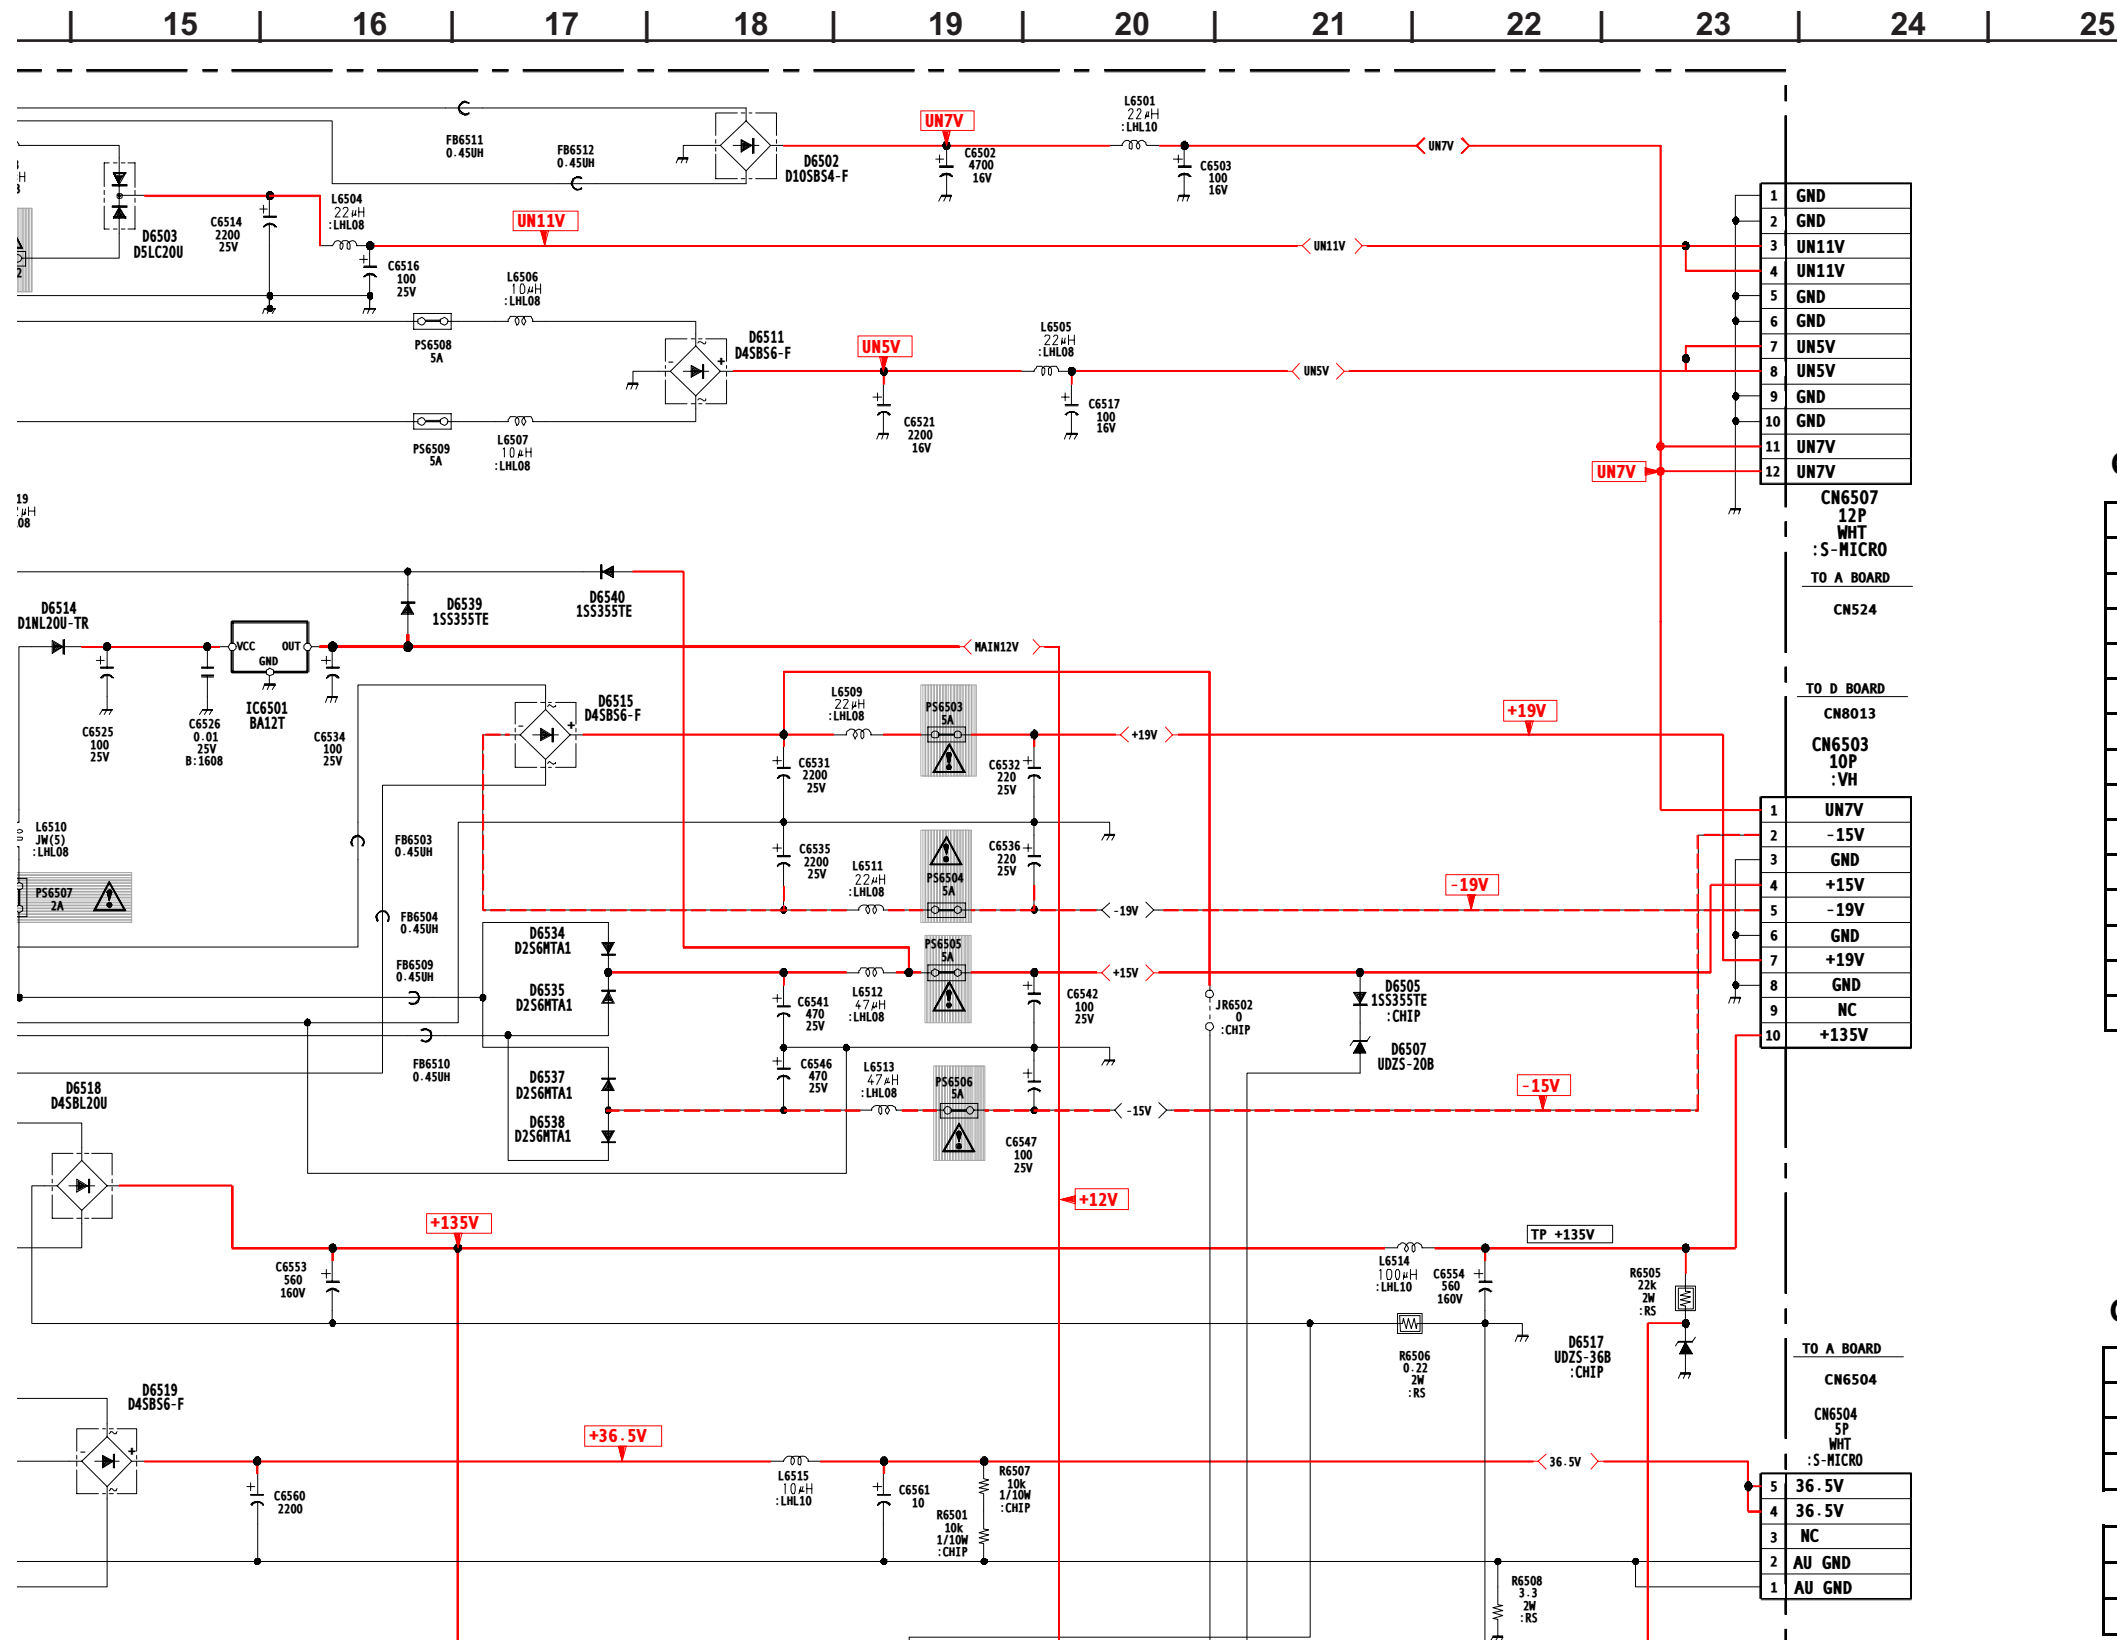 15 16 17 18 19 20 21 22 23 24 25
FB6511
0.45UH
FB6512
0.45UH
D6502
D10SBS4-F
UN7V
C6502
4700
16V
L6501
22μH
:LHL10
C6503
100
16V
UN7V
D6503
D5LC20U
C6514
2200
25V
L6504
22μH
:LHL08
C6516
100
25V
UN11V
UN11V
L6506
10μH
:LHL08
PS6508
5A
D6511
D4SBS6-F
UN5V
L6505
22μH
:LHL08
UN5V
C6521
2200
16V
C6517
100
16V
PS6509
5A
L6507
10μH
:LHL08
UN7V
1 GND
2 GND
3 UN11V
4 UN11V
5 GND
6 GND
7 UN5V
8 UN5V
9 GND
10 GND
11 UN7V
12 UN7V
CN6507
12P
WHT
:S-MICRO
TO A BOARD
CN524
19
μH
08
D6514
D1NL20U-TR
VCC OUT
GND
IC6501
BA12T
C6525
100
25V
C6526
0.01
25V
B:1608
C6534
100
25V
D6539
1SS355TE
D6540
1SS355TE
MAIN12V
D6515
D4SBS6-F
L6509
22μH
:LHL08
PS6503
5A
+19V
+19V
C6531
2200
25V
C6532
220
25V
C6535
2200
25V
C6536
220
25V
L6511
22μH
:LHL08
PS6504
5A
-19V
-19V
TO D BOARD
CN8013
CN6503
10P
:VH
1 UN7V
2 -15V
3 GND
4 +15V
5 -19V
6 GND
7 +19V
8 GND
9 NC
10 +135V
L6510
JW(5)
:LHL08
PS6507
2A
FB6503
0.45UH
FB6504
0.45UH
FB6509
0.45UH
FB6510
0.45UH
D6534
D2S6MTA1
D6535
D2S6MTA1
D6537
D2S6MTA1
D6538
D2S6MTA1
C6541
470
25V
L6512
47μH
:LHL08
PS6505
5A
+15V
C6542
100
25V
C6546
470
25V
L6513
47μH
:LHL08
PS6506
5A
-15V
C6547
100
25V
JR6502
0
:CHIP
D6505
1SS355TE
:CHIP
D6507
UDZS-20B
-15V
D6518
D4SBL20U
+12V
+135V
C6553
560
160V
L6514
100μH
:LHL10
C6554
560
160V
TP +135V
R6505
22k
2W
:RS
R6506
0.22
2W
:RS
D6517
UDZS-36B
:CHIP
D6519
D4SBS6-F
+36.5V
C6560
2200
L6515
10μH
:LHL10
C6561
10
R6507
10k
1/10W
:CHIP
R6501
10k
1/10W
:CHIP
36.5V
R6508
3.3
2W
:RS
TO A BOARD
CN6504
CN6504
5P
WHT
:S-MICRO
5 36.5V
4 36.5V
3 NC
2 AU GND
1 AU GND